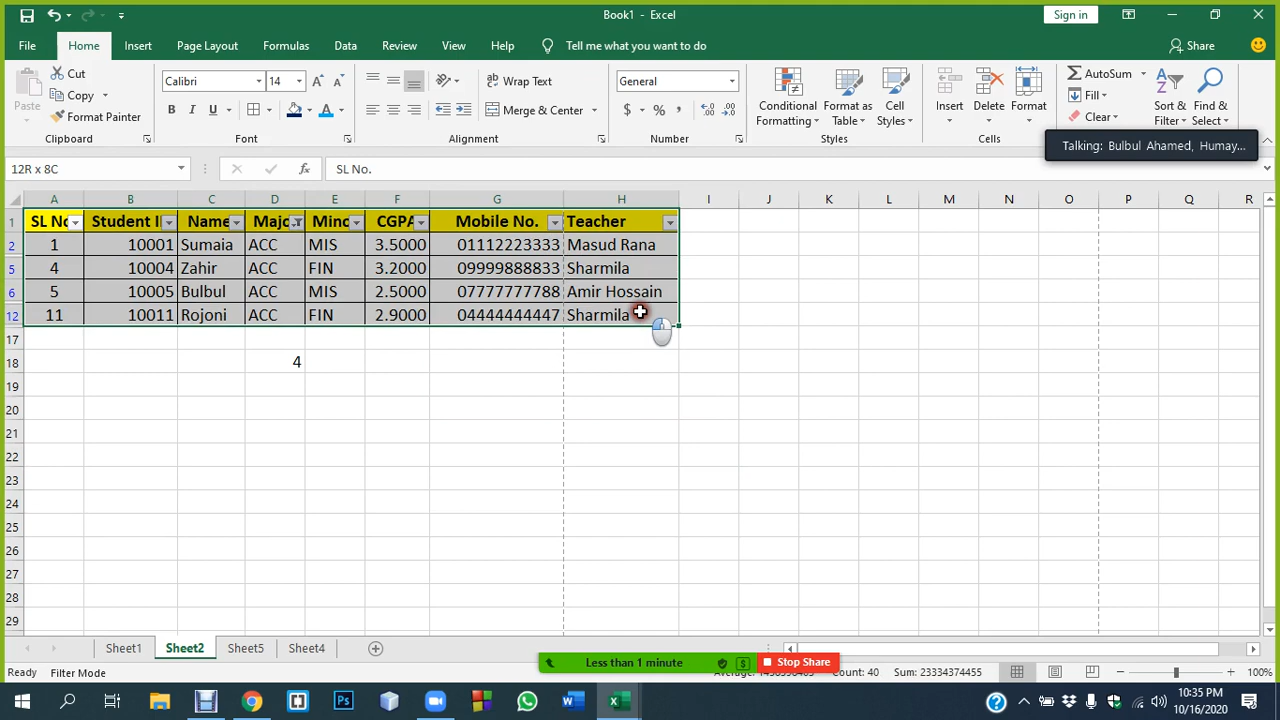 Book1 - Excel
Sign in
File Home Insert Page Layout Formulas Data Review View Help Tell me what you want to do Share
Paste
Cut
Copy
Format Painter
Clipboard
Calibri 14
B I U
Font
Wrap Text
Merge & Center
Alignment
General
$ % ,
Number
Conditional Formatting
Format as Table
Cell Styles
Styles
Insert Delete Format
Cells
AutoSum
Fill
Clear
Sort & Filter
Find & Select
Talking: Bulbul Ahamed, Humay...
12R x 8C fx SL No.
A B C D E F G H I J K L M N O P Q R
1 SL No Student I Name Majo Mino CGPA Mobile No. Teacher
2 1 10001 Sumaia ACC MIS 3.5000 01112223333 Masud Rana
5 4 10004 Zahir ACC FIN 3.2000 09999888833 Sharmila
6 5 10005 Bulbul ACC MIS 2.5000 07777777788 Amir Hossain
12 11 10011 Rojoni ACC FIN 2.9000 04444444447 Sharmila
17
18 4
19
20
21
22
23
24
25
26
27
28
29
Sheet1 Sheet2 Sheet5 Sheet4
Less than 1 minute $ Stop Share
Ready Filter Mode Count: 40 Sum: 23334374455 100%
10:35 PM
10/16/2020